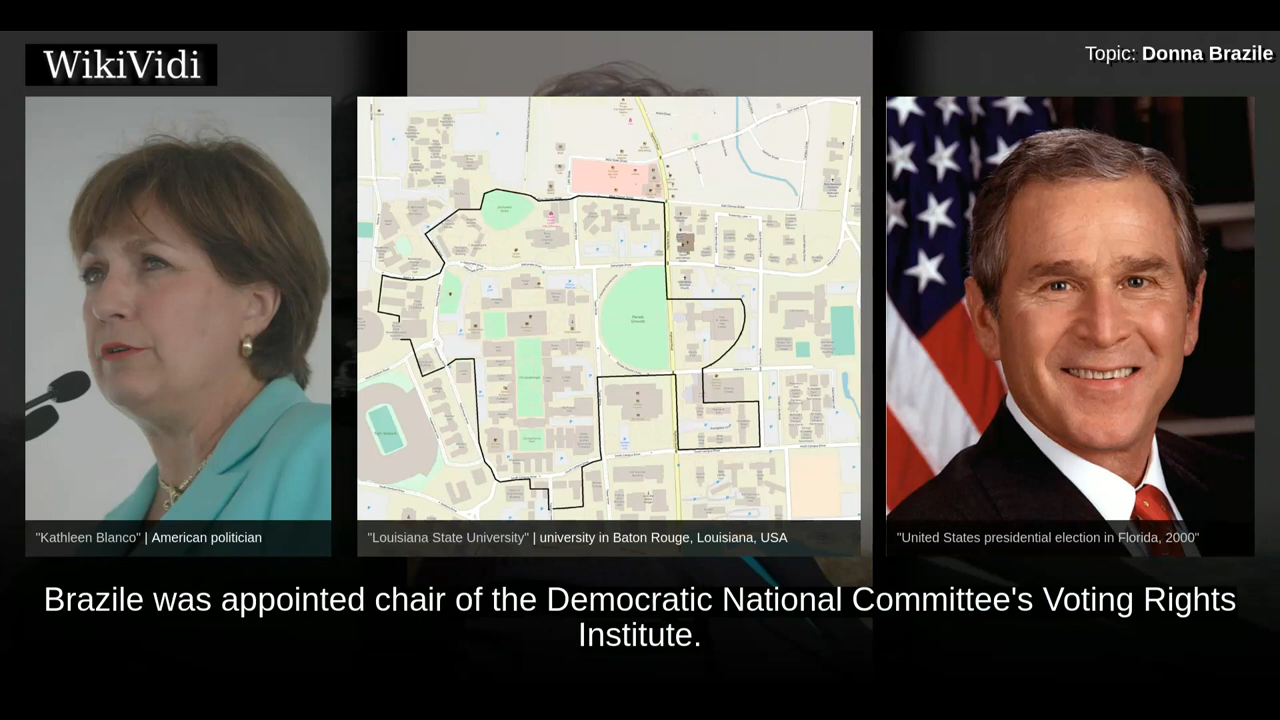 WikiVidi
Topic: Donna Brazile
"Kathleen Blanco" | American politician
"Louisiana State University" | university in Baton Rouge, Louisiana, USA
"United States presidential election in Florida, 2000"
Brazile was appointed chair of the Democratic National Committee's Voting Rights
Institute.